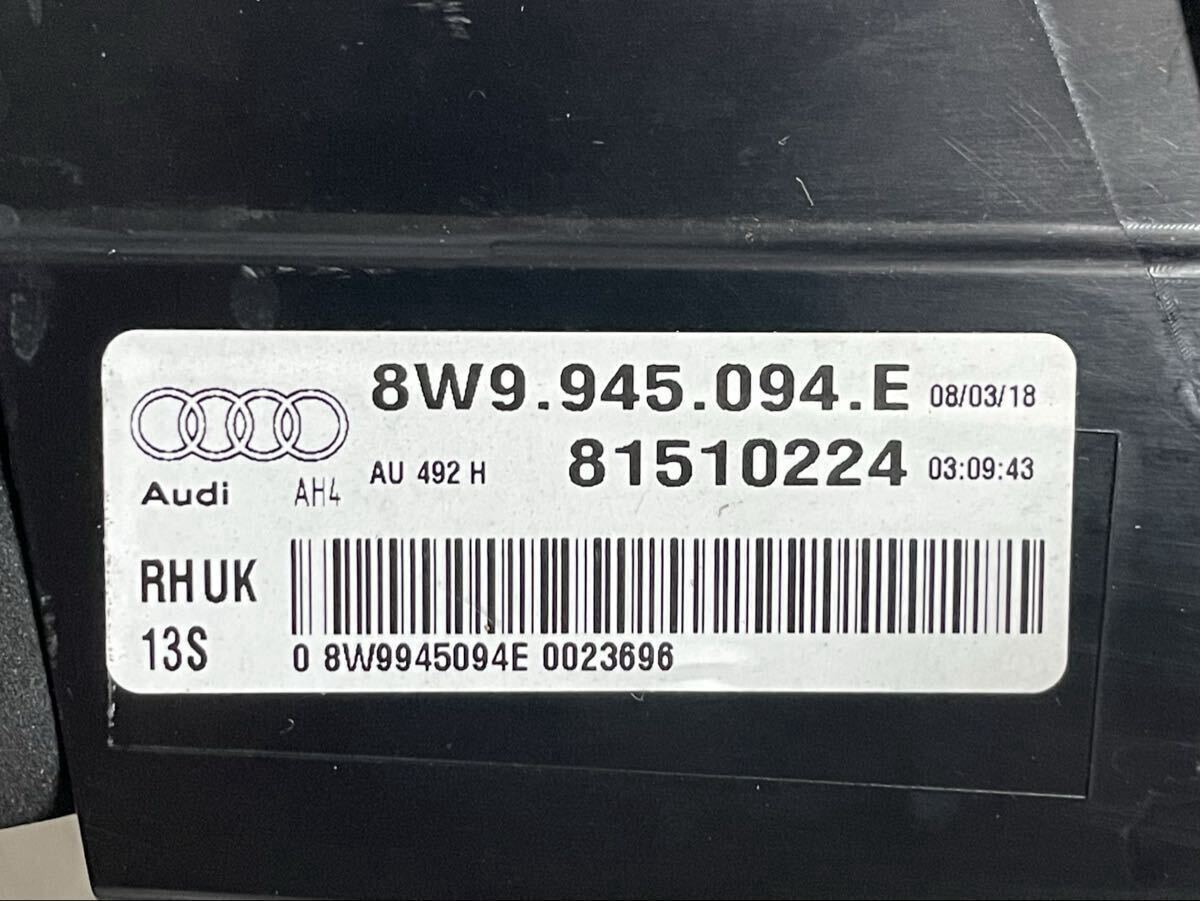 8W9.945.094.E 08/03/18
AU 492 H 81510224 03:09:43
Audi AH4
RH UK
13S
0 8W9945094E 0023696